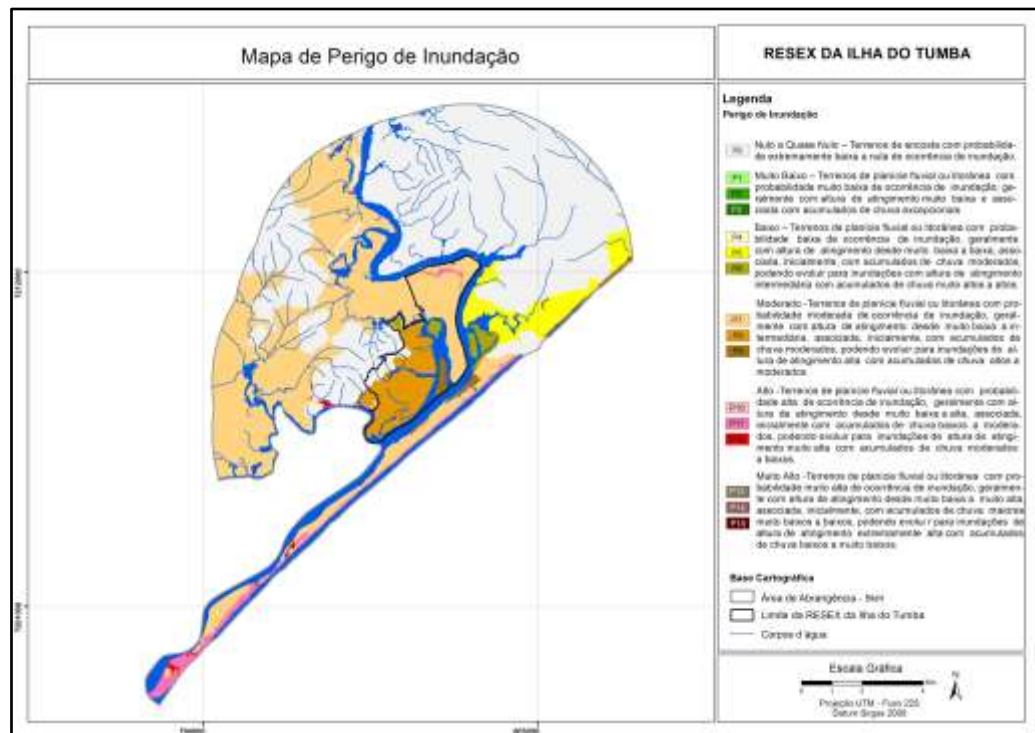 Mapa de Perigo de Inundação
RESEX DA ILHA DO TUMBA
Legenda
Perigo de Inundação
P0
Nulo a Quase Nulo – Terrenos de encosta com probabilida-
de extremamente baixa a nula de ocorrência de inundação.
P1
Muito Baixo – Terrenos de planície fluvial ou litorânea com
probabilidade muito baixa de ocorrência de inundação, ge-
ralmente com altura de atingimento muito baixa e asso-
ciada com acumulados de chuva excepcionais
Baixo – Terrenos de planície fluvial ou litorânea com proba-
bilidade baixa de ocorrência de inundação, geralmente
com altura de atingimento desde muito baixa a baixa, asso-
ciada, inicialmente, com acumulados de chuva moderados,
podendo evoluir para inundações com altura de atingimento
intermediária com acumulados de chuva muito altos a altos.
Moderado -Terrenos de planície fluvial ou litorânea com pro-
babilidade moderada de ocorrência de inundação, geral-
mente com altura de atingimento desde muito baixa a in-
termediária, associada, inicialmente, com acumulados de
chuva moderados, podendo evoluir para inundações de al-
tura de atingimento alta com acumulados de chuva altos a
moderados
P10
Alto -Terrenos de planície fluvial ou litorânea com probabili-
dade alta de ocorrência de inundação, geralmente com al-
tura de atingimento desde muito baixa a alta, associada,
inicialmente com acumulados de chuva baixos a modera-
dos, podendo evoluir para inundações de altura de atingi-
mento muito alta com acumulados de chuva moderados
a baixos.
Muito Alto -Terrenos de planície fluvial ou litorânea com pro-
babilidade muito alta de ocorrência de inundação, geralmen-
te com altura de atingimento desde muito baixa a muito alta,
associada, inicialmente, com acumulados de chuva maiores
muito baixos a baixos, podendo evoluir para inundações de
altura de atingimento extremamente alta com acumulados
de chuva baixos a muito baixos.
Base Cartográfica
Área de Abrangência -
Limite da RESEX da Ilha do Tumba
Corpos d água
Escala Gráfica
Projeção UTM - Fuso 22S
Datum Sirgas 2000